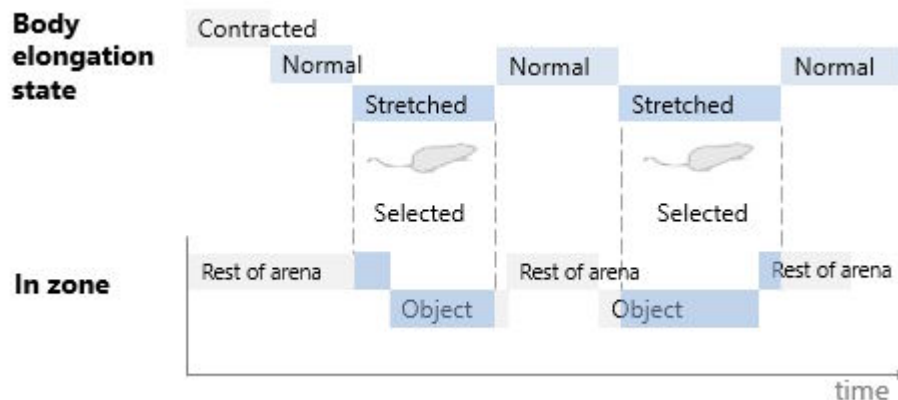 Body
elongation
state
Contracted
Normal
Normal
Normal
Stretched
Stretched
Selected
Selected
In zone
Rest of arena
Rest of arena
Rest of arena
Object
Object
time